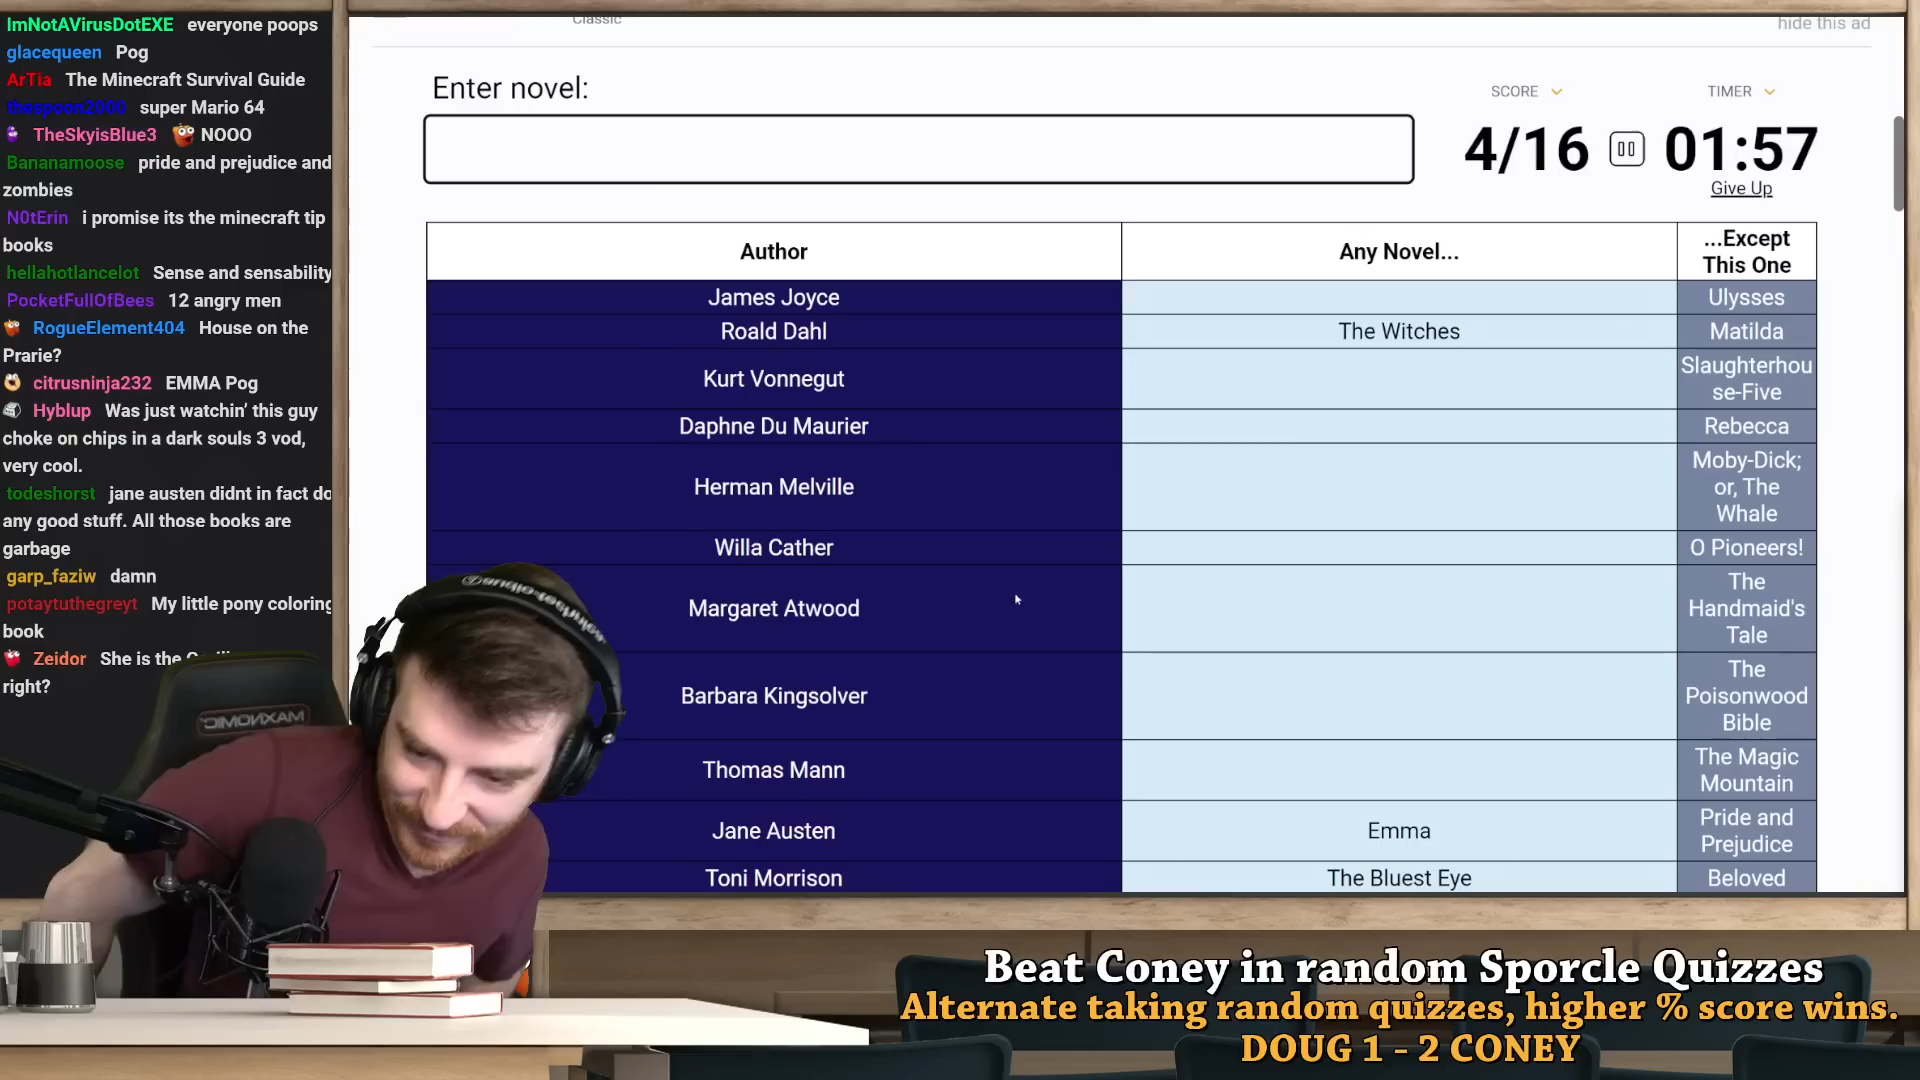 ImNotAVirusDotEXE everyone poops
glacequeen Pog
ArTia The Minecraft Survival Guide
thespoon2000 super Mario 64
TheSkyisBlue3 NOOO
Bananamoose pride and prejudice and
zombies
N0tErin i promise its the minecraft tip
books
hellahotlancelot Sense and sensability
PocketFullOfBees 12 angry men
RogueElement404 House on the
Prarie?
citrusninja232 EMMA Pog
Hyblup Was just watchin' this guy
choke on chips in a dark souls 3 vod,
very cool.
todeshorst jane austen didnt in fact do
any good stuff. All those books are
garbage
garp_faziw damn
potaytuthegreyt My little pony coloring
book
Zeidor She is the
right?
Classic
hide this ad
Enter novel:
SCORE
TIMER
4/16
01:57
Give Up
Author
Any Novel...
...Except
This One
James Joyce
Ulysses
Roald Dahl
The Witches
Matilda
Kurt Vonnegut
Slaughterhou
se-Five
Daphne Du Maurier
Rebecca
Herman Melville
Moby-Dick;
or, The
Whale
Willa Cather
O Pioneers!
Margaret Atwood
The
Handmaid's
Tale
Barbara Kingsolver
The
Poisonwood
Bible
Thomas Mann
The Magic
Mountain
Jane Austen
Emma
Pride and
Prejudice
Toni Morrison
The Bluest Eye
Beloved
audio-technica
MAXNOMIC
Beat Coney in random Sporcle Quizzes
Alternate taking random quizzes, higher % score wins.
DOUG 1 - 2 CONEY